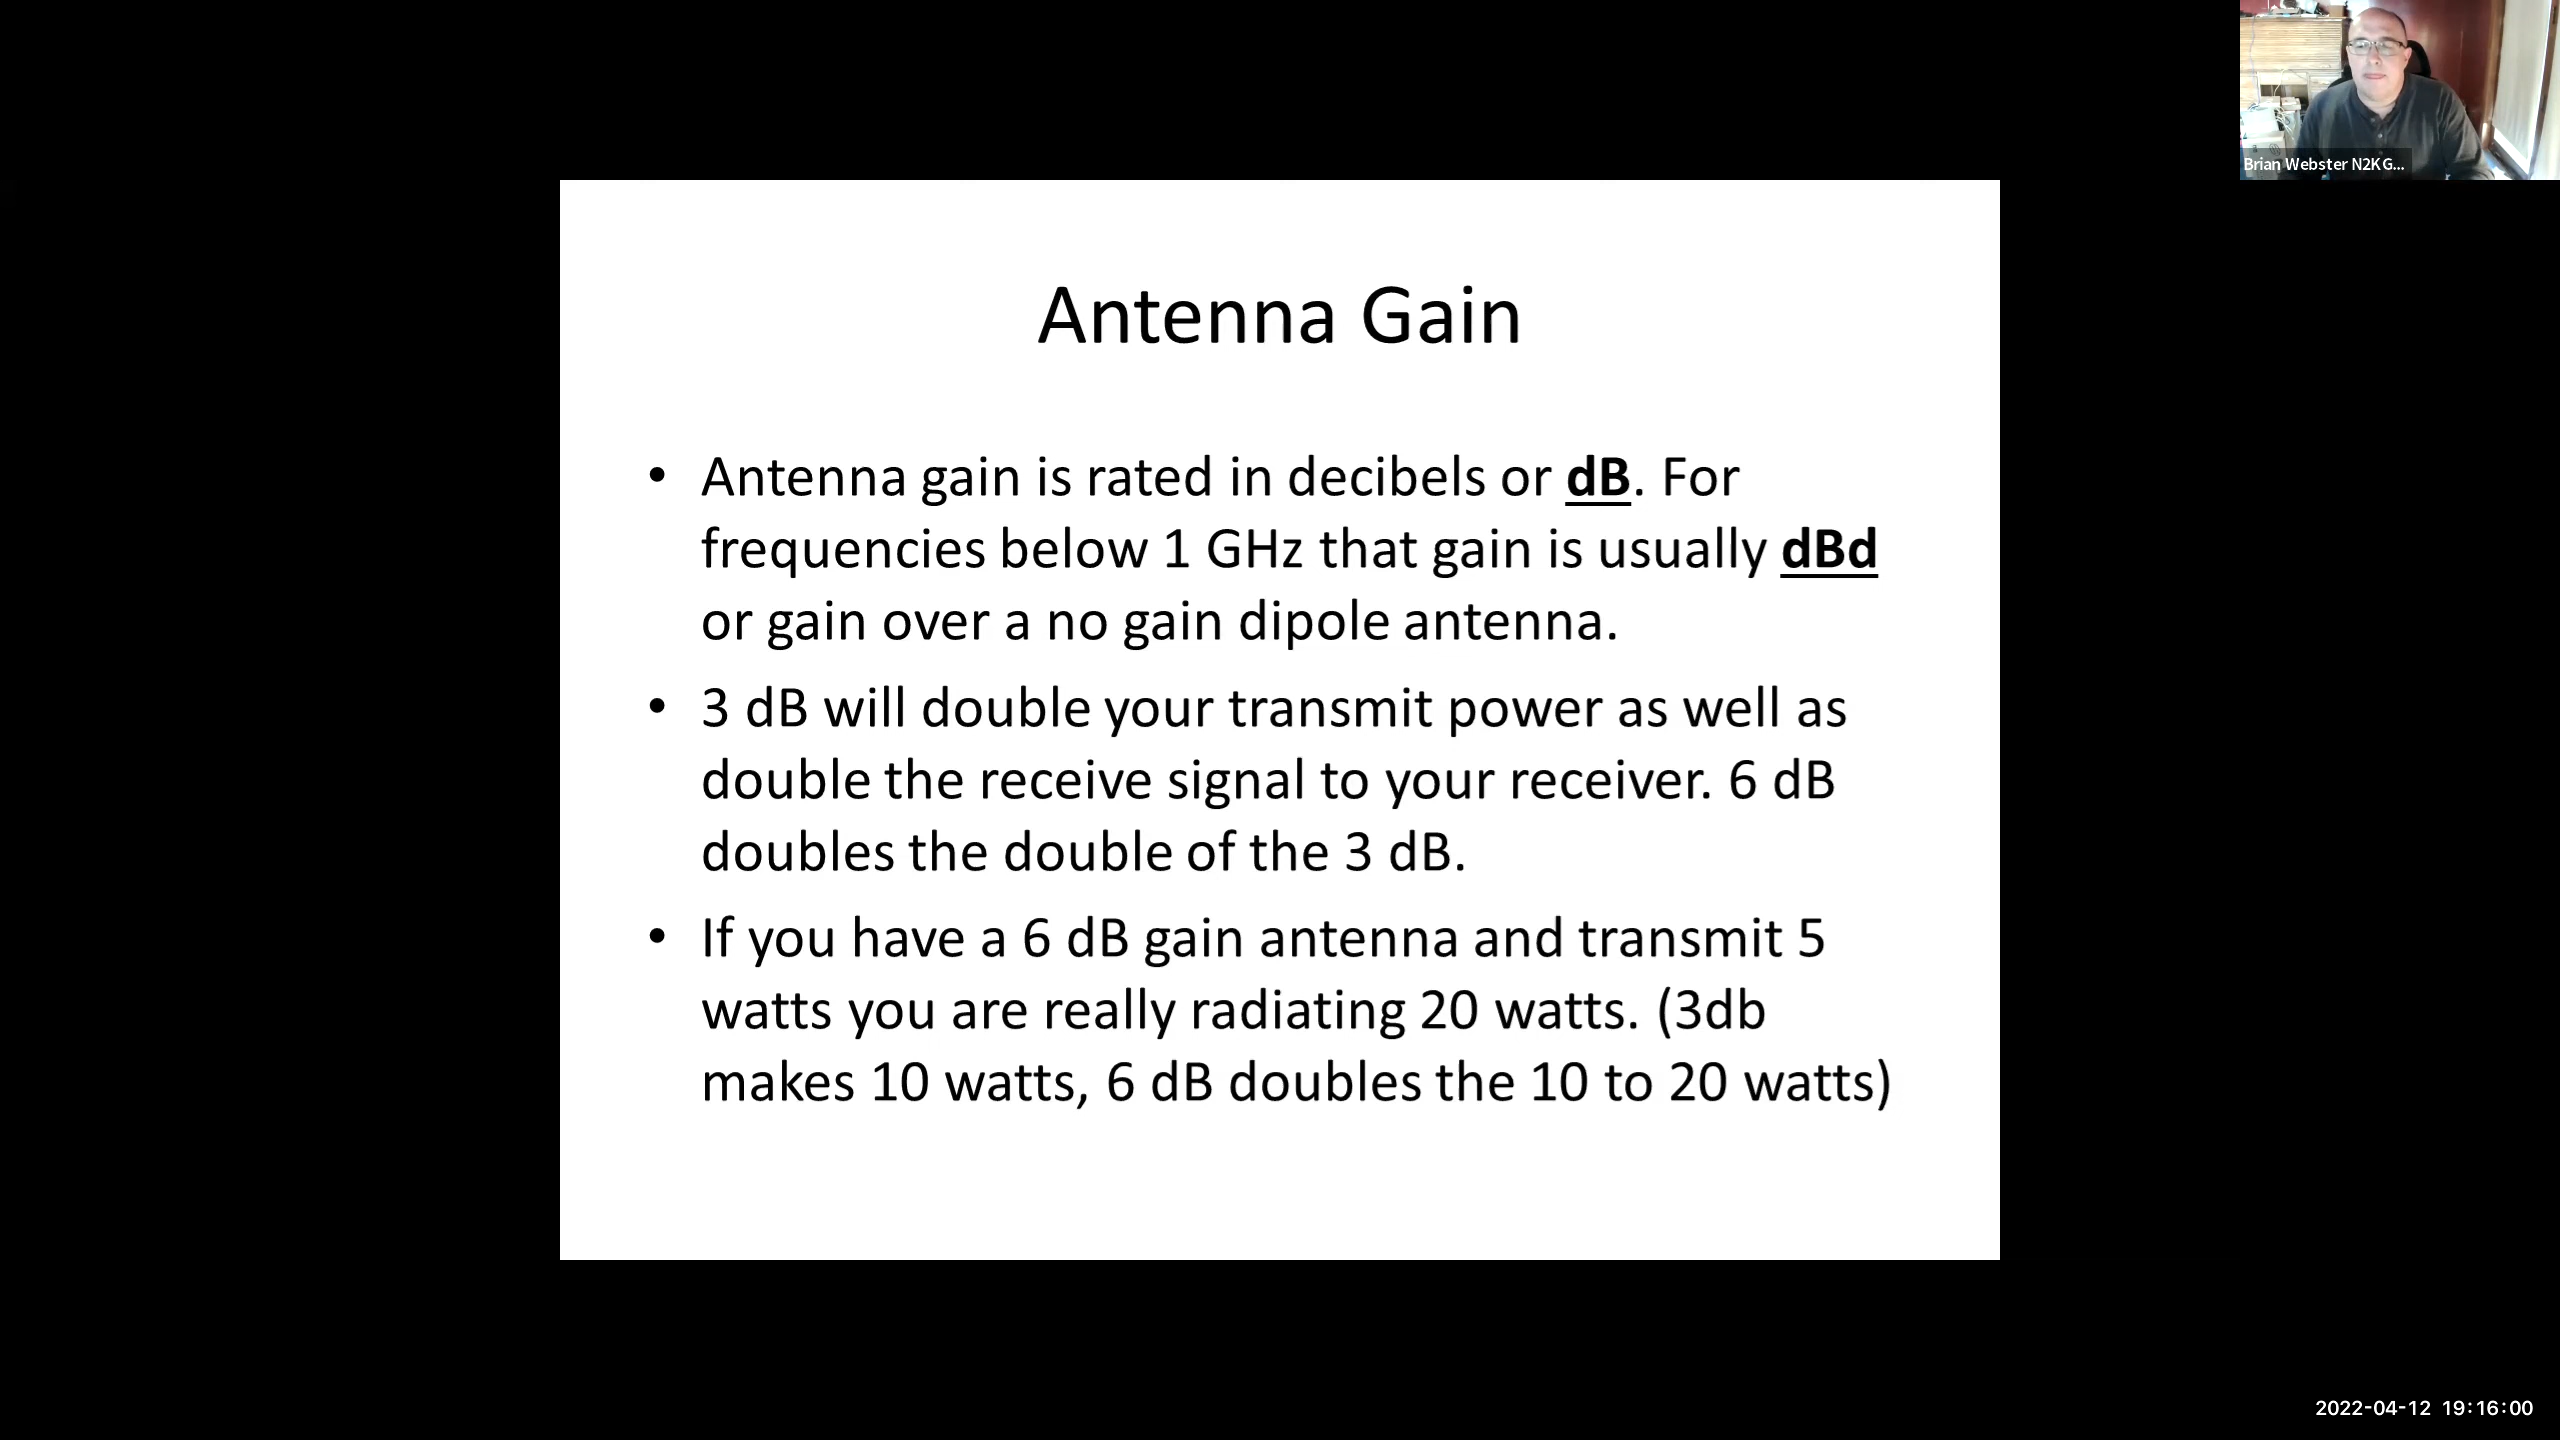 Brian Webster N2KG...
Antenna Gain
• Antenna gain is rated in decibels or dB. For
frequencies below 1 GHz that gain is usually dBd
or gain over a no gain dipole antenna.
• 3 dB will double your transmit power as well as
double the receive signal to your receiver. 6 dB
doubles the double of the 3 dB.
• If you have a 6 dB gain antenna and transmit 5
watts you are really radiating 20 watts. (3db
makes 10 watts, 6 dB doubles the 10 to 20 watts)
2022-04-12 19:16:00